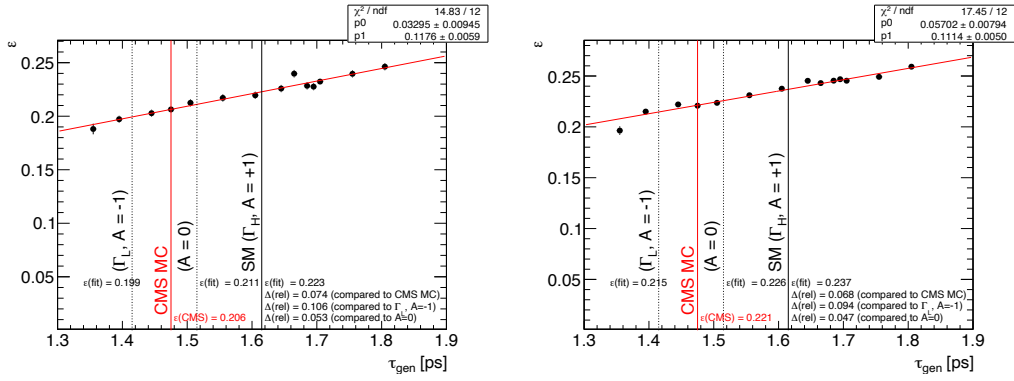 χ² / ndf 14.83 / 12
p0 0.03295 ± 0.00945
p1 0.1176 ± 0.0059
ε
0.25
0.2
0.15
0.1
0.05
(Γ_L, A = -1)
CMS MC
(A = 0)
SM (Γ_H, A = +1)
ε(fit) = 0.199
ε(fit) = 0.211
ε(fit) = 0.223
Δ(rel) = 0.074 (compared to CMS MC)
Δ(rel) = 0.106 (compared to Γ_L, A=-1)
Δ(rel) = 0.053 (compared to A=0)
ε(CMS) = 0.206
1.3 1.4 1.5 1.6 1.7 1.8 1.9
τ_gen [ps]
χ² / ndf 17.45 / 12
p0 0.05702 ± 0.00794
p1 0.1114 ± 0.0050
ε
0.25
0.2
0.15
0.1
0.05
(Γ_L, A = -1)
CMS MC
(A = 0)
SM (Γ_H, A = +1)
ε(fit) = 0.215
ε(fit) = 0.226
ε(fit) = 0.237
Δ(rel) = 0.068 (compared to CMS MC)
Δ(rel) = 0.094 (compared to Γ_L, A=-1)
Δ(rel) = 0.047 (compared to A=0)
ε(CMS) = 0.221
1.3 1.4 1.5 1.6 1.7 1.8 1.9
τ_gen [ps]